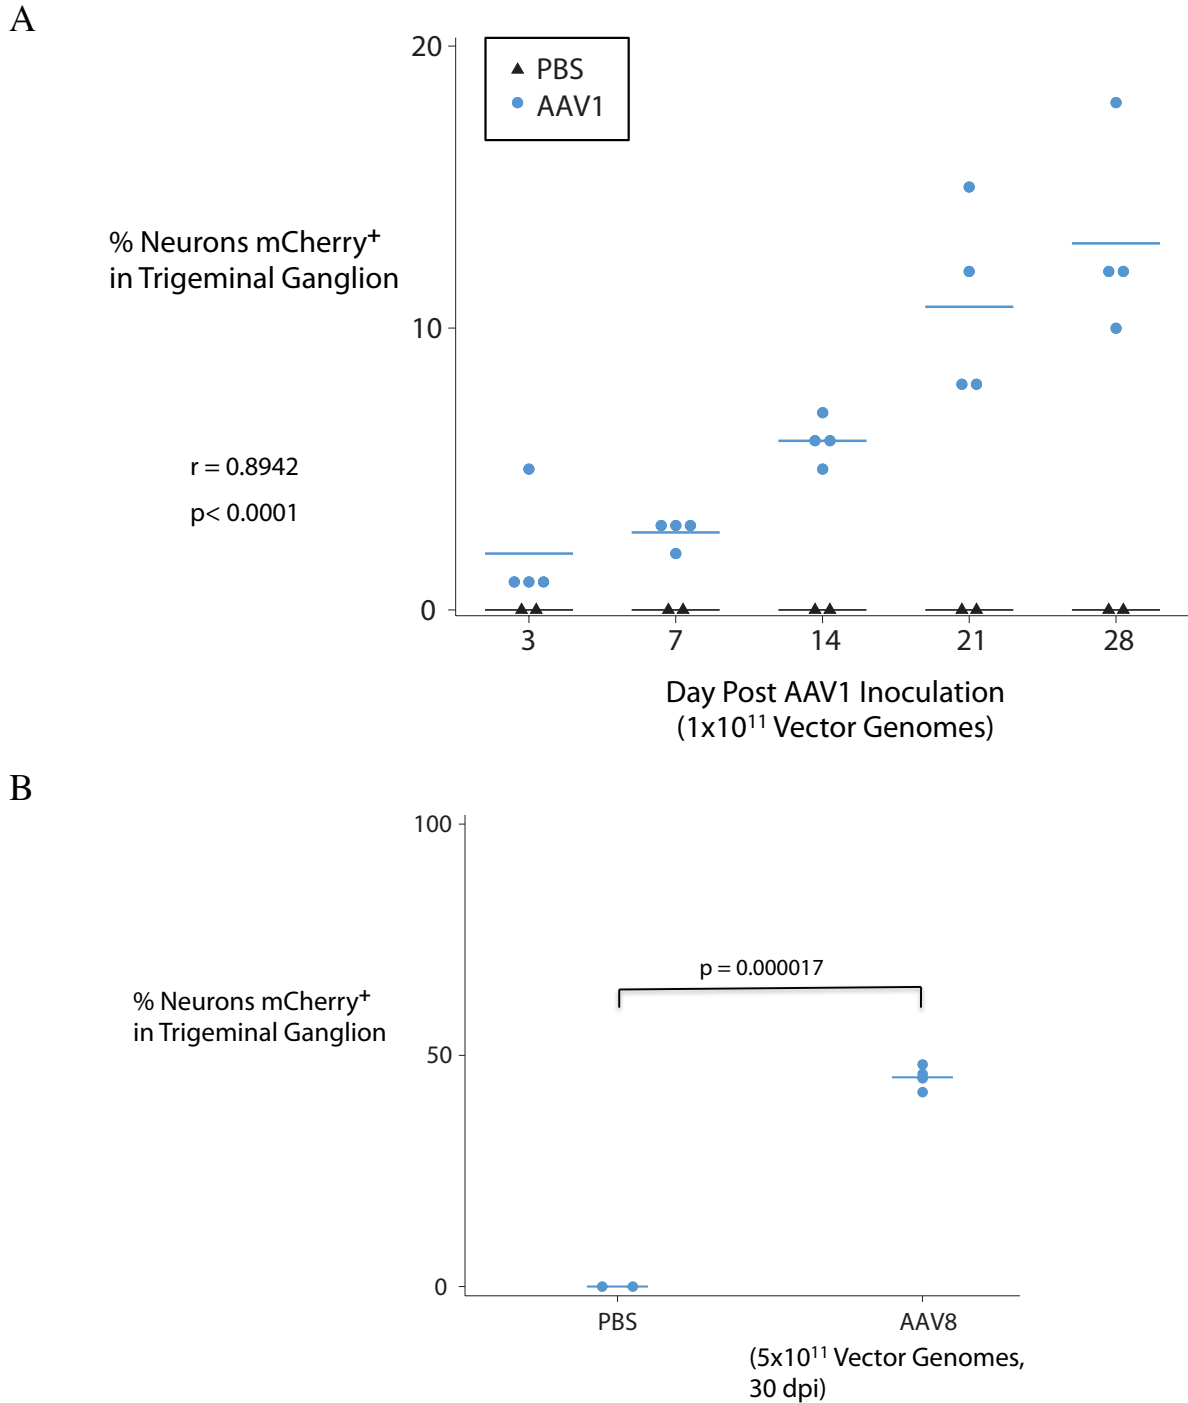 A
20
PBS
AAV1
% Neurons mCherry⁺
in Trigeminal Ganglion
10
r = 0.8942
p< 0.0001
0
3 7 14 21 28
Day Post AAV1 Inoculation
(1x10¹¹ Vector Genomes)
B
100
p = 0.000017
% Neurons mCherry⁺
in Trigeminal Ganglion
50
0
PBS AAV8
(5x10¹¹ Vector Genomes,
30 dpi)